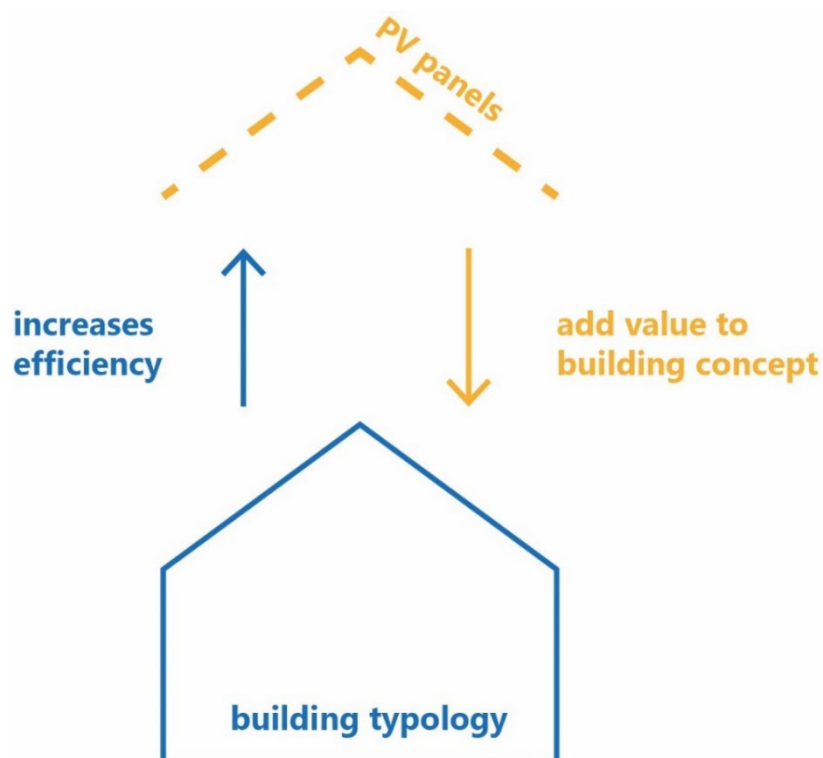 PV panels
increases
efficiency
add value to
building concept
building typology